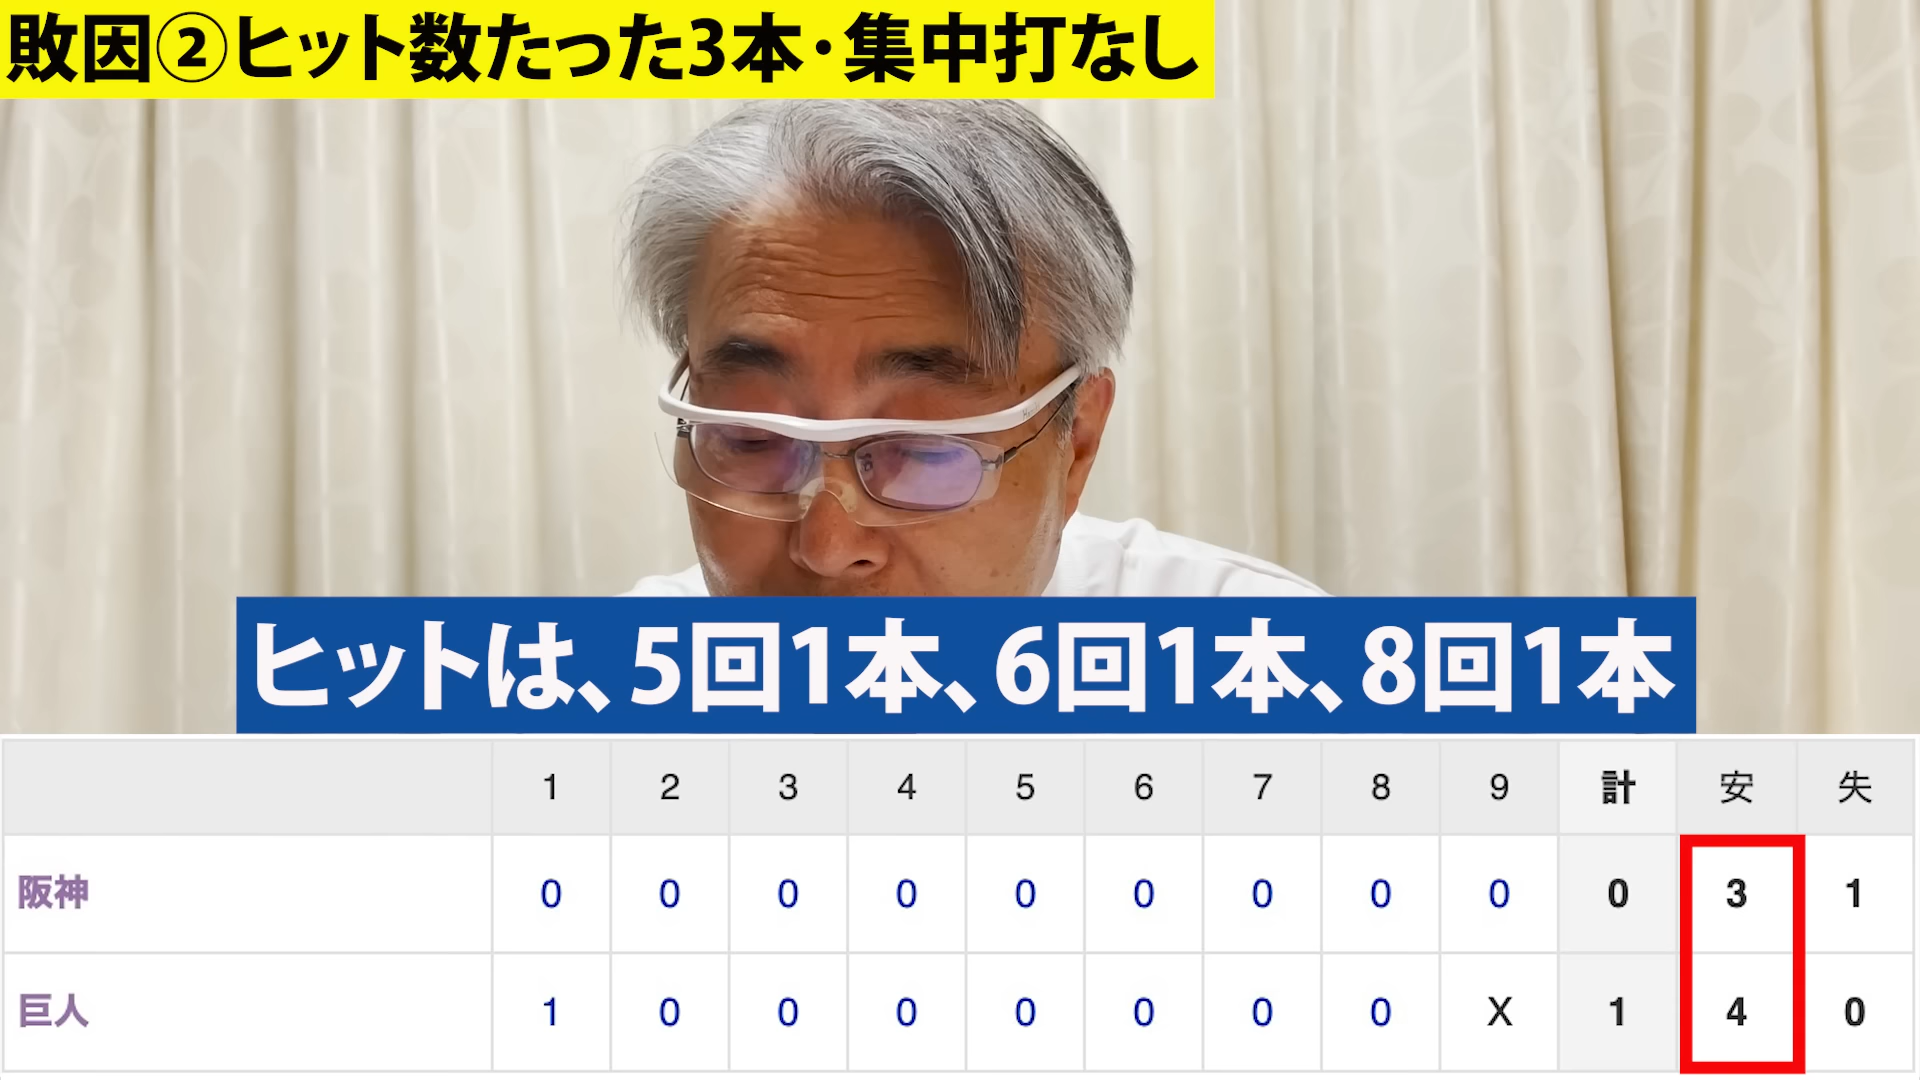 敗因②ヒット数たった3本・集中打なし
ヒットは、5回1本、6回1本、8回1本
1 2 3 4 5 6 7 8 9 計 安 失
阪神 0 0 0 0 0 0 0 0 0 0 3 1
巨人 1 0 0 0 0 0 0 0 X 1 4 0